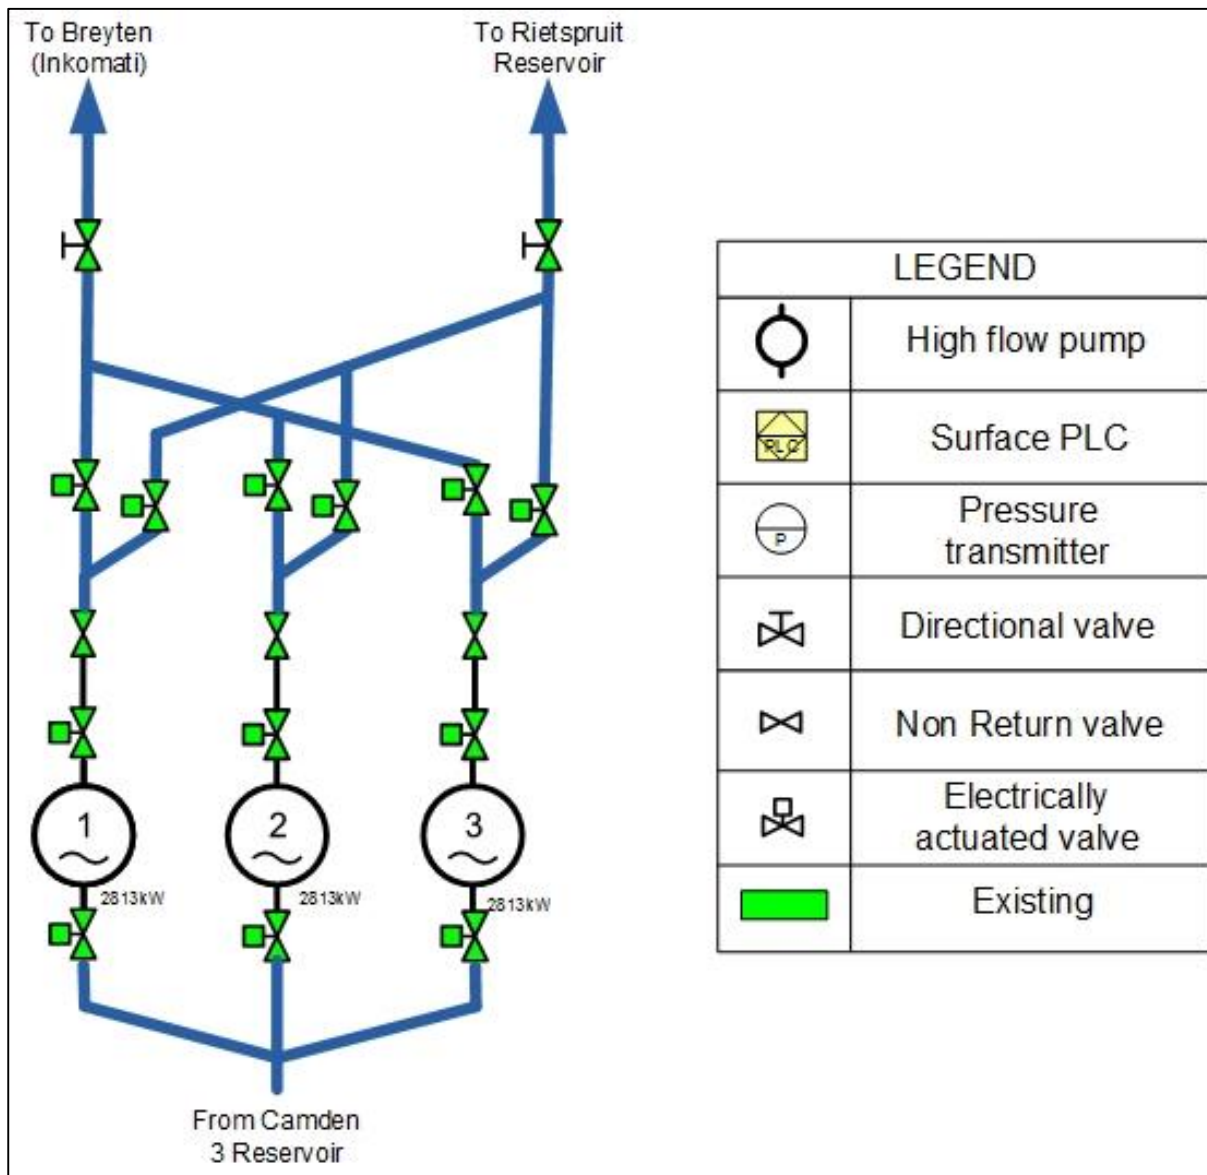 To Breyten
(Inkomati)
To Rietspruit
Reservoir
1
2
3
2813kW
2813kW
2813kW
From Camden
3 Reservoir
LEGEND
High flow pump
PLC
Surface PLC
P
Pressure
transmitter
Directional valve
Non Return valve
Electrically
actuated valve
Existing